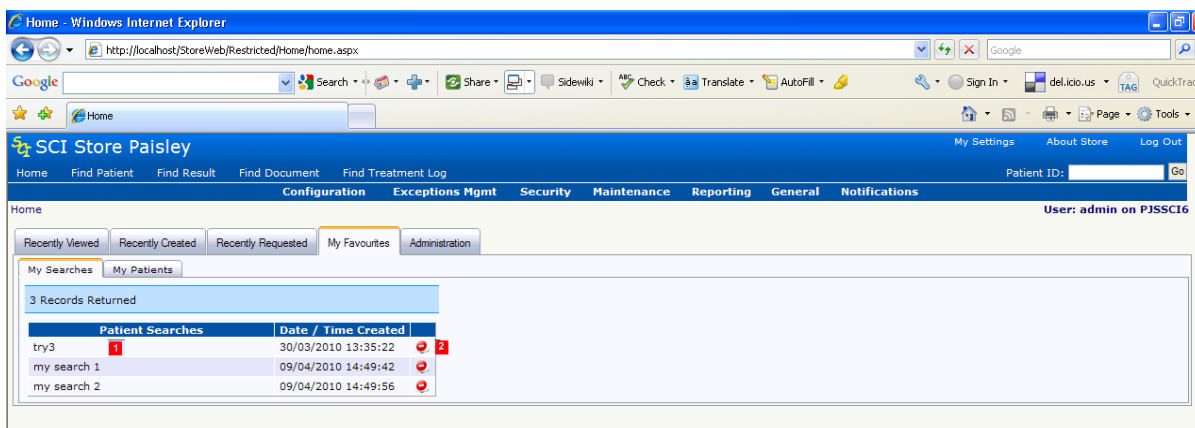 Home - Windows Internet Explorer
http://localhost/StoreWeb/Restricted/Home/home.aspx Google
Google Search Share Sidewiki ABC Check Translate AutoFill Sign In del.icio.us TAG
Home Page Tools
SCI Store Paisley My Settings About Store Log Out
Home Find Patient Find Result Find Document Find Treatment Log Patient ID: Go
Configuration Exceptions Mgmt Security Maintenance Reporting General Notifications
Home User: admin on PJSSCI6
Recently Viewed Recently Created Recently Requested My Favourites Administration
My Searches My Patients
3 Records Returned
Patient Searches Date / Time Created
try3 1 30/03/2010 13:35:22 2
my search 1 09/04/2010 14:49:42
my search 2 09/04/2010 14:49:56